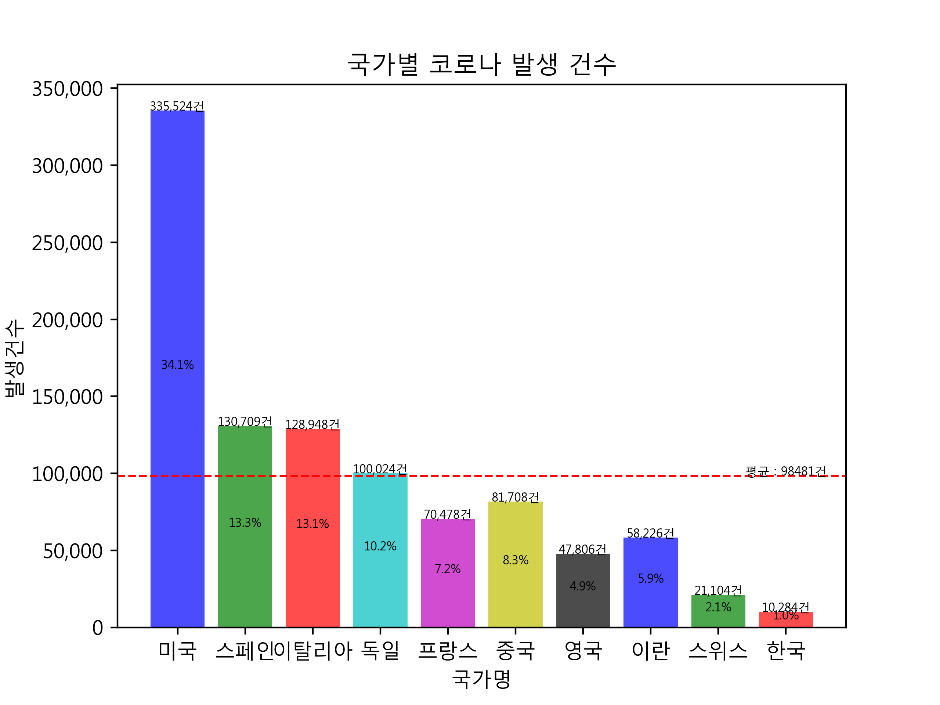 국가별 코로나 발생 건수
발생건수
350,000
300,000
250,000
200,000
150,000
100,000
50,000
0
335,524건
34.1%
130,709건
13.3%
128,948건
13.1%
100,024건
10.2%
70,478건
7.2%
81,708건
8.3%
47,806건
4.9%
58,226건
5.9%
21,104건
2.1%
10,284건
1.0%
평균 : 98481건
미국 스페인 이탈리아 독일 프랑스 중국 영국 이란 스위스 한국
국가명